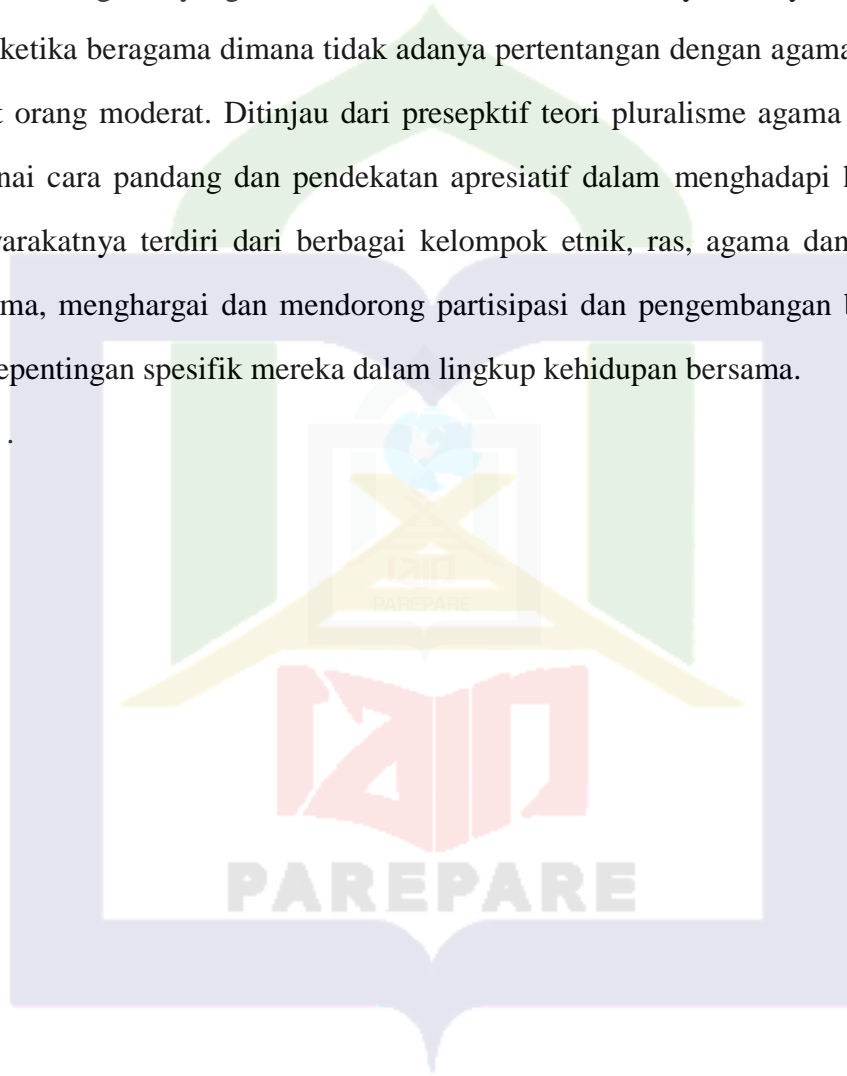 ketika beragama dimana tidak adanya pertentangan dengan agama
orang moderat. Ditinjau dari presepktif teori pluralisme agama
nai cara pandang dan pendekatan apresiatif dalam menghadapi
arakatnya terdiri dari berbagai kelompok etnik, ras, agama dan
ma, menghargai dan mendorong partisipasi dan pengembangan
epentingan spesifik mereka dalam lingkup kehidupan bersama.
.
iain
PAREPARE
iain
PAREPARE